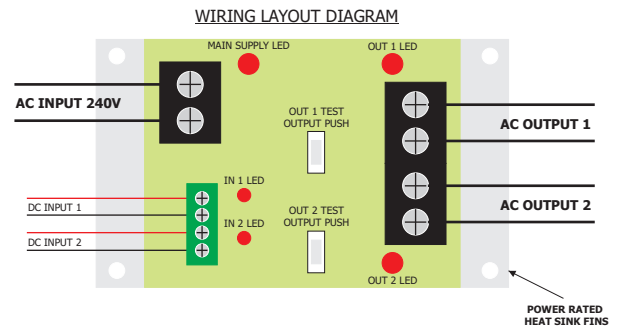 WIRING LAYOUT DIAGRAM
MAIN SUPPLY LED
OUT 1 LED
AC INPUT 240V
OUT 1 TEST
OUTPUT PUSH
AC OUTPUT 1
IN 1 LED
DC INPUT 1
IN 2 LED
OUT 2 TEST
OUTPUT PUSH
AC OUTPUT 2
DC INPUT 2
OUT 2 LED
POWER RATED
HEAT SINK FINS